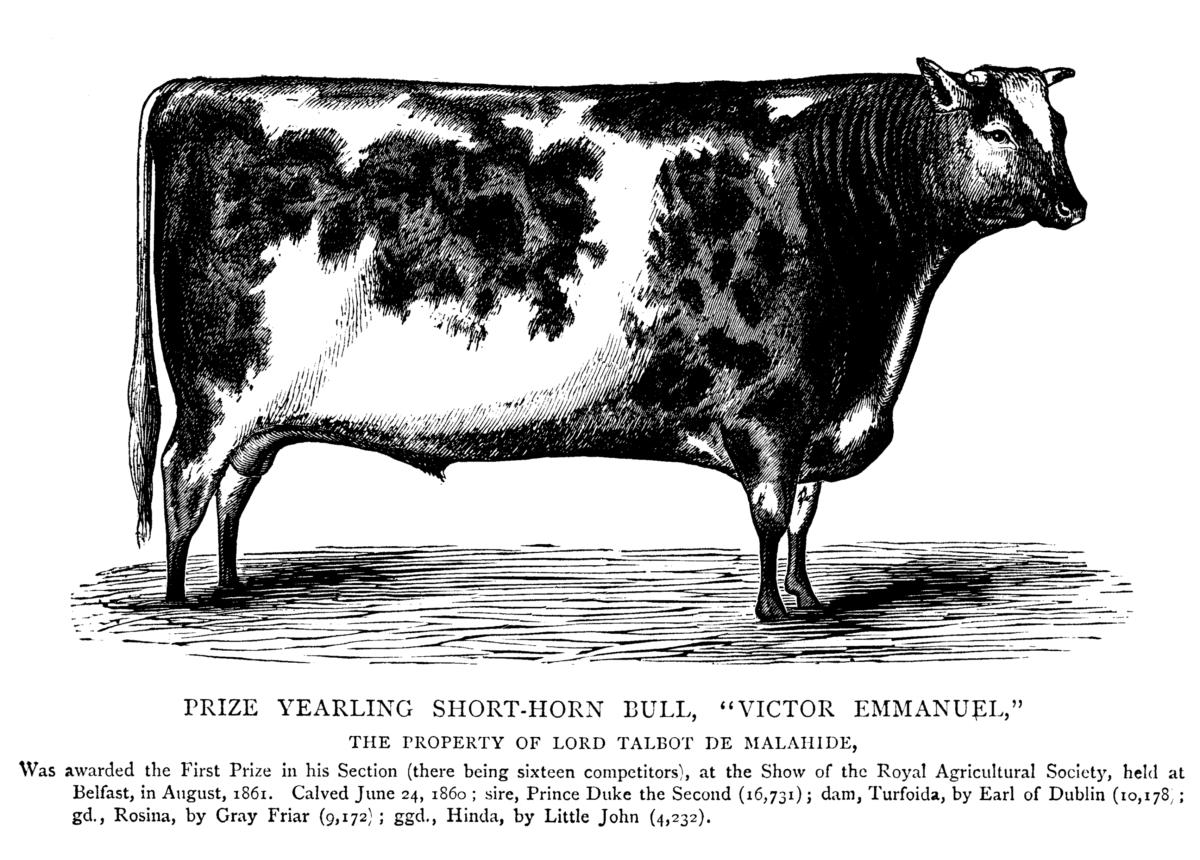 PRIZE YEARLING SHORT-HORN BULL, “VICTOR EMMANUEL,”
THE PROPERTY OF LORD TALBOT DE MALAHIDE,
Was awarded the First Prize in his Section (there being sixteen competitors), at the Show of the Royal Agricultural Society, held at
Belfast, in August, 1861. Calved June 24, 1860; sire, Prince Duke the Second (16,731); dam, Turfoida, by Earl of Dublin (10,178);
gd., Rosina, by Gray Friar (9,172); ggd., Hinda, by Little John (4,232).